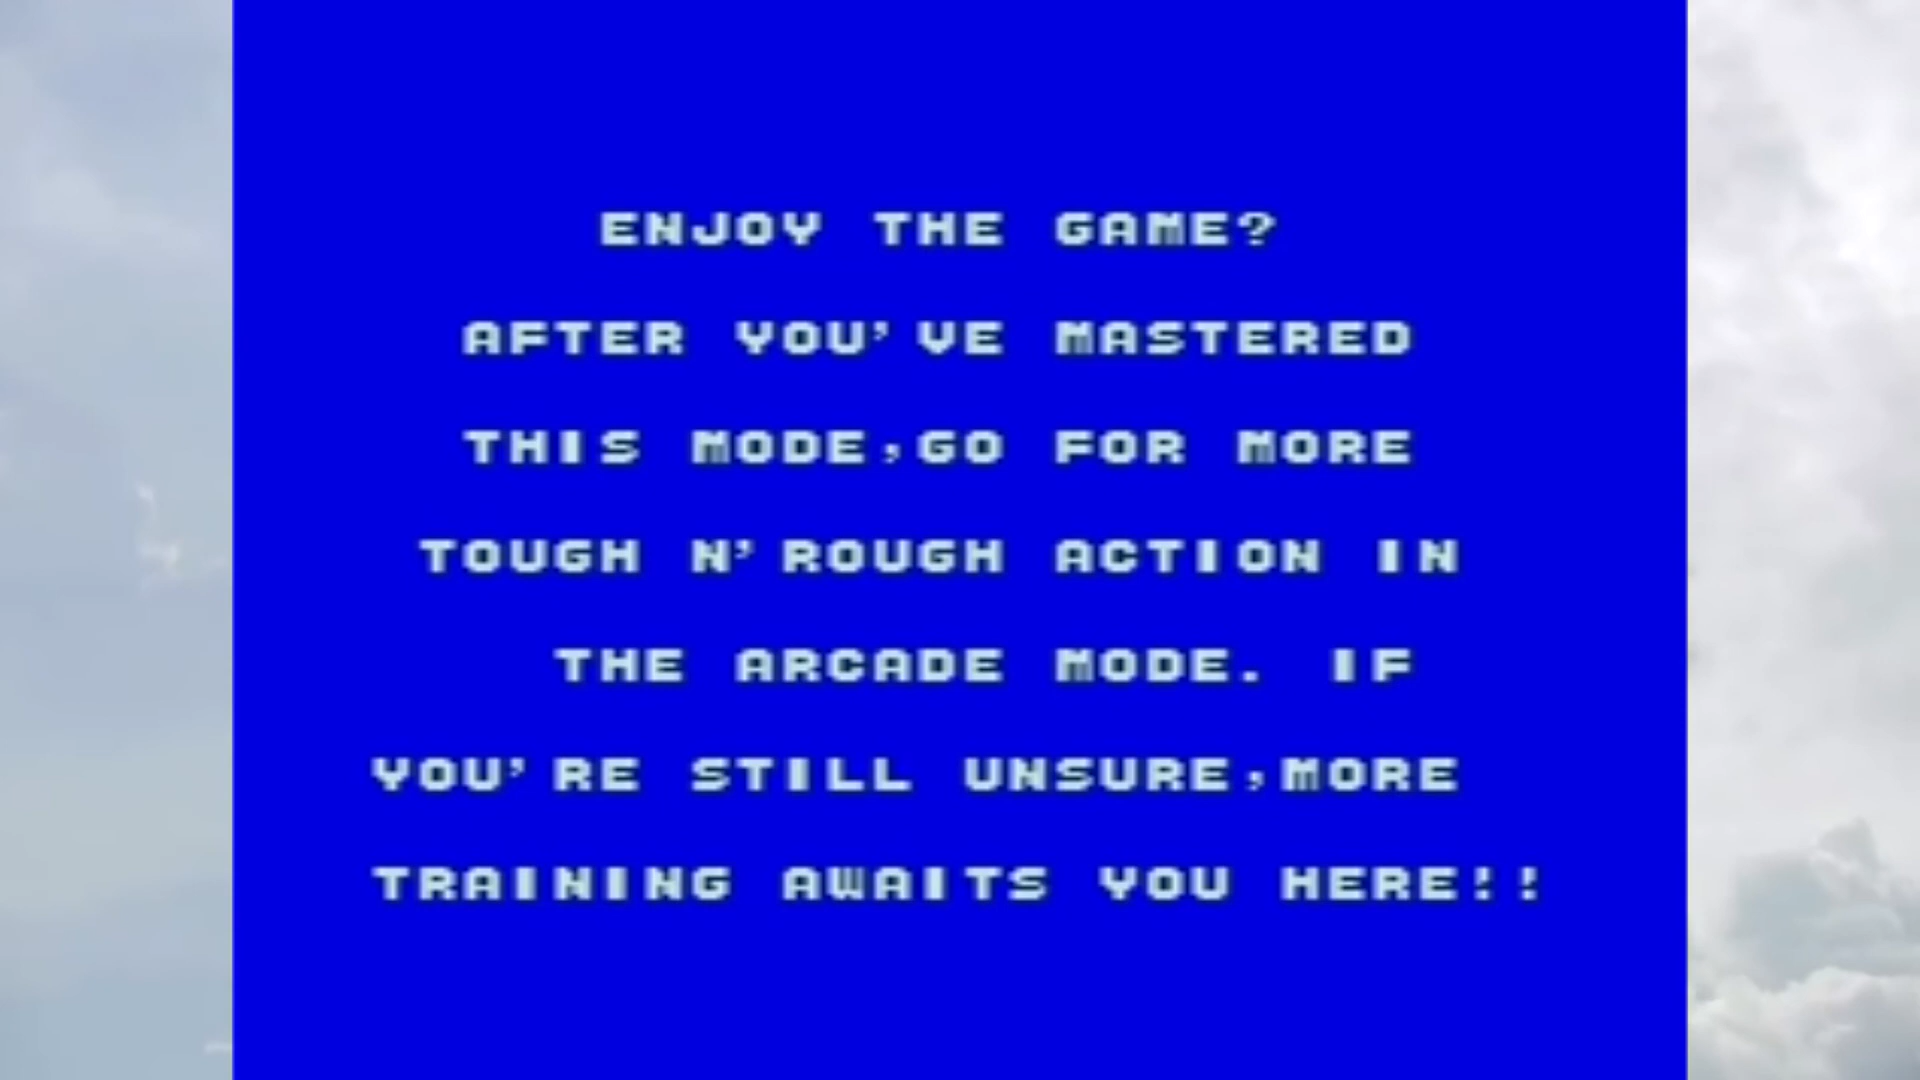 ENJOY THE GAME?
AFTER YOU'VE MASTERED
THIS MODE,GO FOR MORE
TOUGH N'ROUGH ACTION IN
THE ARCADE MODE. IF
YOU'RE STILL UNSURE,MORE
TRAINING AWAITS YOU HERE!!